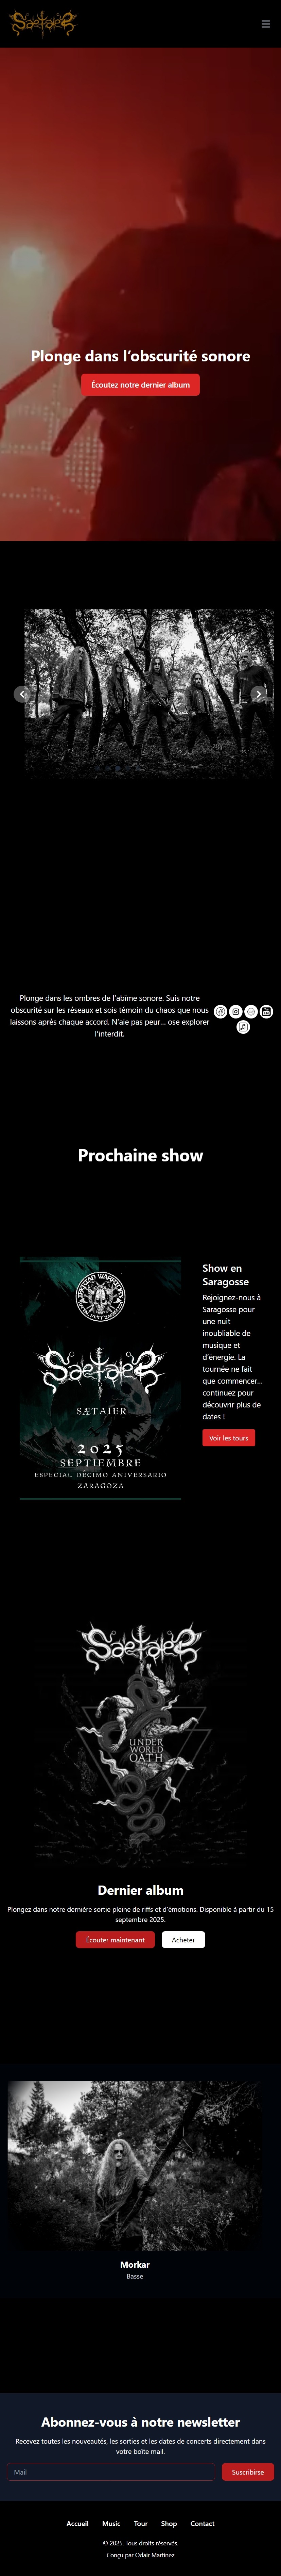 Saetaier
Plonge dans l’obscurité sonore
Écoutez notre dernier album
Plonge dans les ombres de l’abîme sonore. Suis notre
obscurité sur les réseaux et sois témoin du chaos que nous
laissons après chaque accord. N’aie pas peur... ose explorer
l’interdit.
Prochaine show
Saetaier
SÆTAIER
2025
SEPTIEMBRE
ESPECIAL DÉCIMO ANIVERSARIO
ZARAGOZA
Show en
Saragosse
Rejoignez-nous à
Saragosse pour
une nuit
inoubliable de
musique et
d’énergie. La
tournée ne fait
que commencer...
continuez pour
découvrir plus de
dates !
Voir les tours
Saetaier
UNDER
WORLD
OATH
Dernier album
Plongez dans notre dernière sortie pleine de riffs et d’émotions. Disponible à partir du 15
septembre 2025.
Écouter maintenant
Acheter
Morkar
Basse
Abonnez-vous à notre newsletter
Recevez toutes les nouveautés, les sorties et les dates de concerts directement dans
votre boîte mail.
Mail
Suscribirse
Accueil Music Tour Shop Contact
© 2025. Tous droits réservés.
Conçu par Odair Martinez